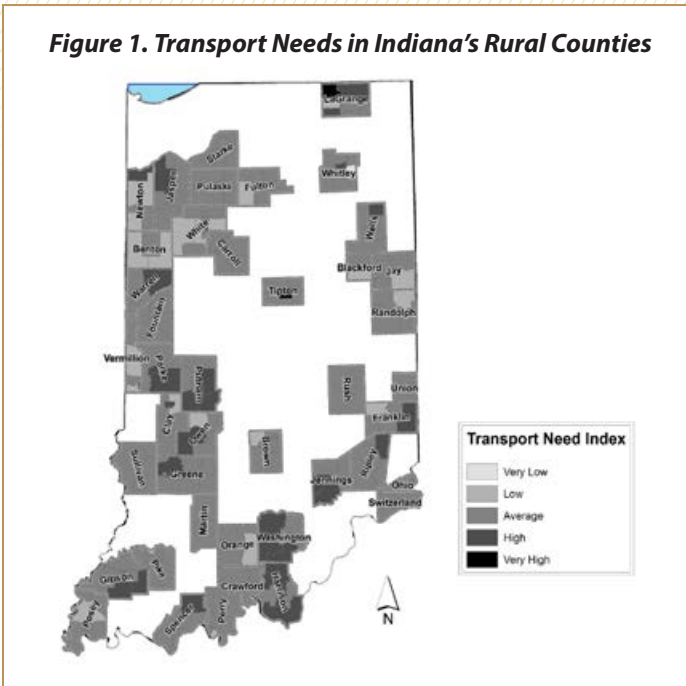 Figure 1. Transport Needs in Indiana's Rural Counties
LaGrange
Starke
Whitley
Newton
Jasper
Pulaski
Fulton
White
Wells
Benton
Carroll
Blackford
Jay
Warren
Tipton
Fountain
Randolph
Vermillion
Parke
Putnam
Rush
Union
Clay
Owen
Franklin
Brown
Sullivan
Greene
Ripley
Jennings
Ohio
Switzerland
Martin
Orange
Washington
Pike
Gibson
Crawford
Harrison
Posey
Spencer
Perry
N
Transport Need Index
Very Low
Low
Average
High
Very High